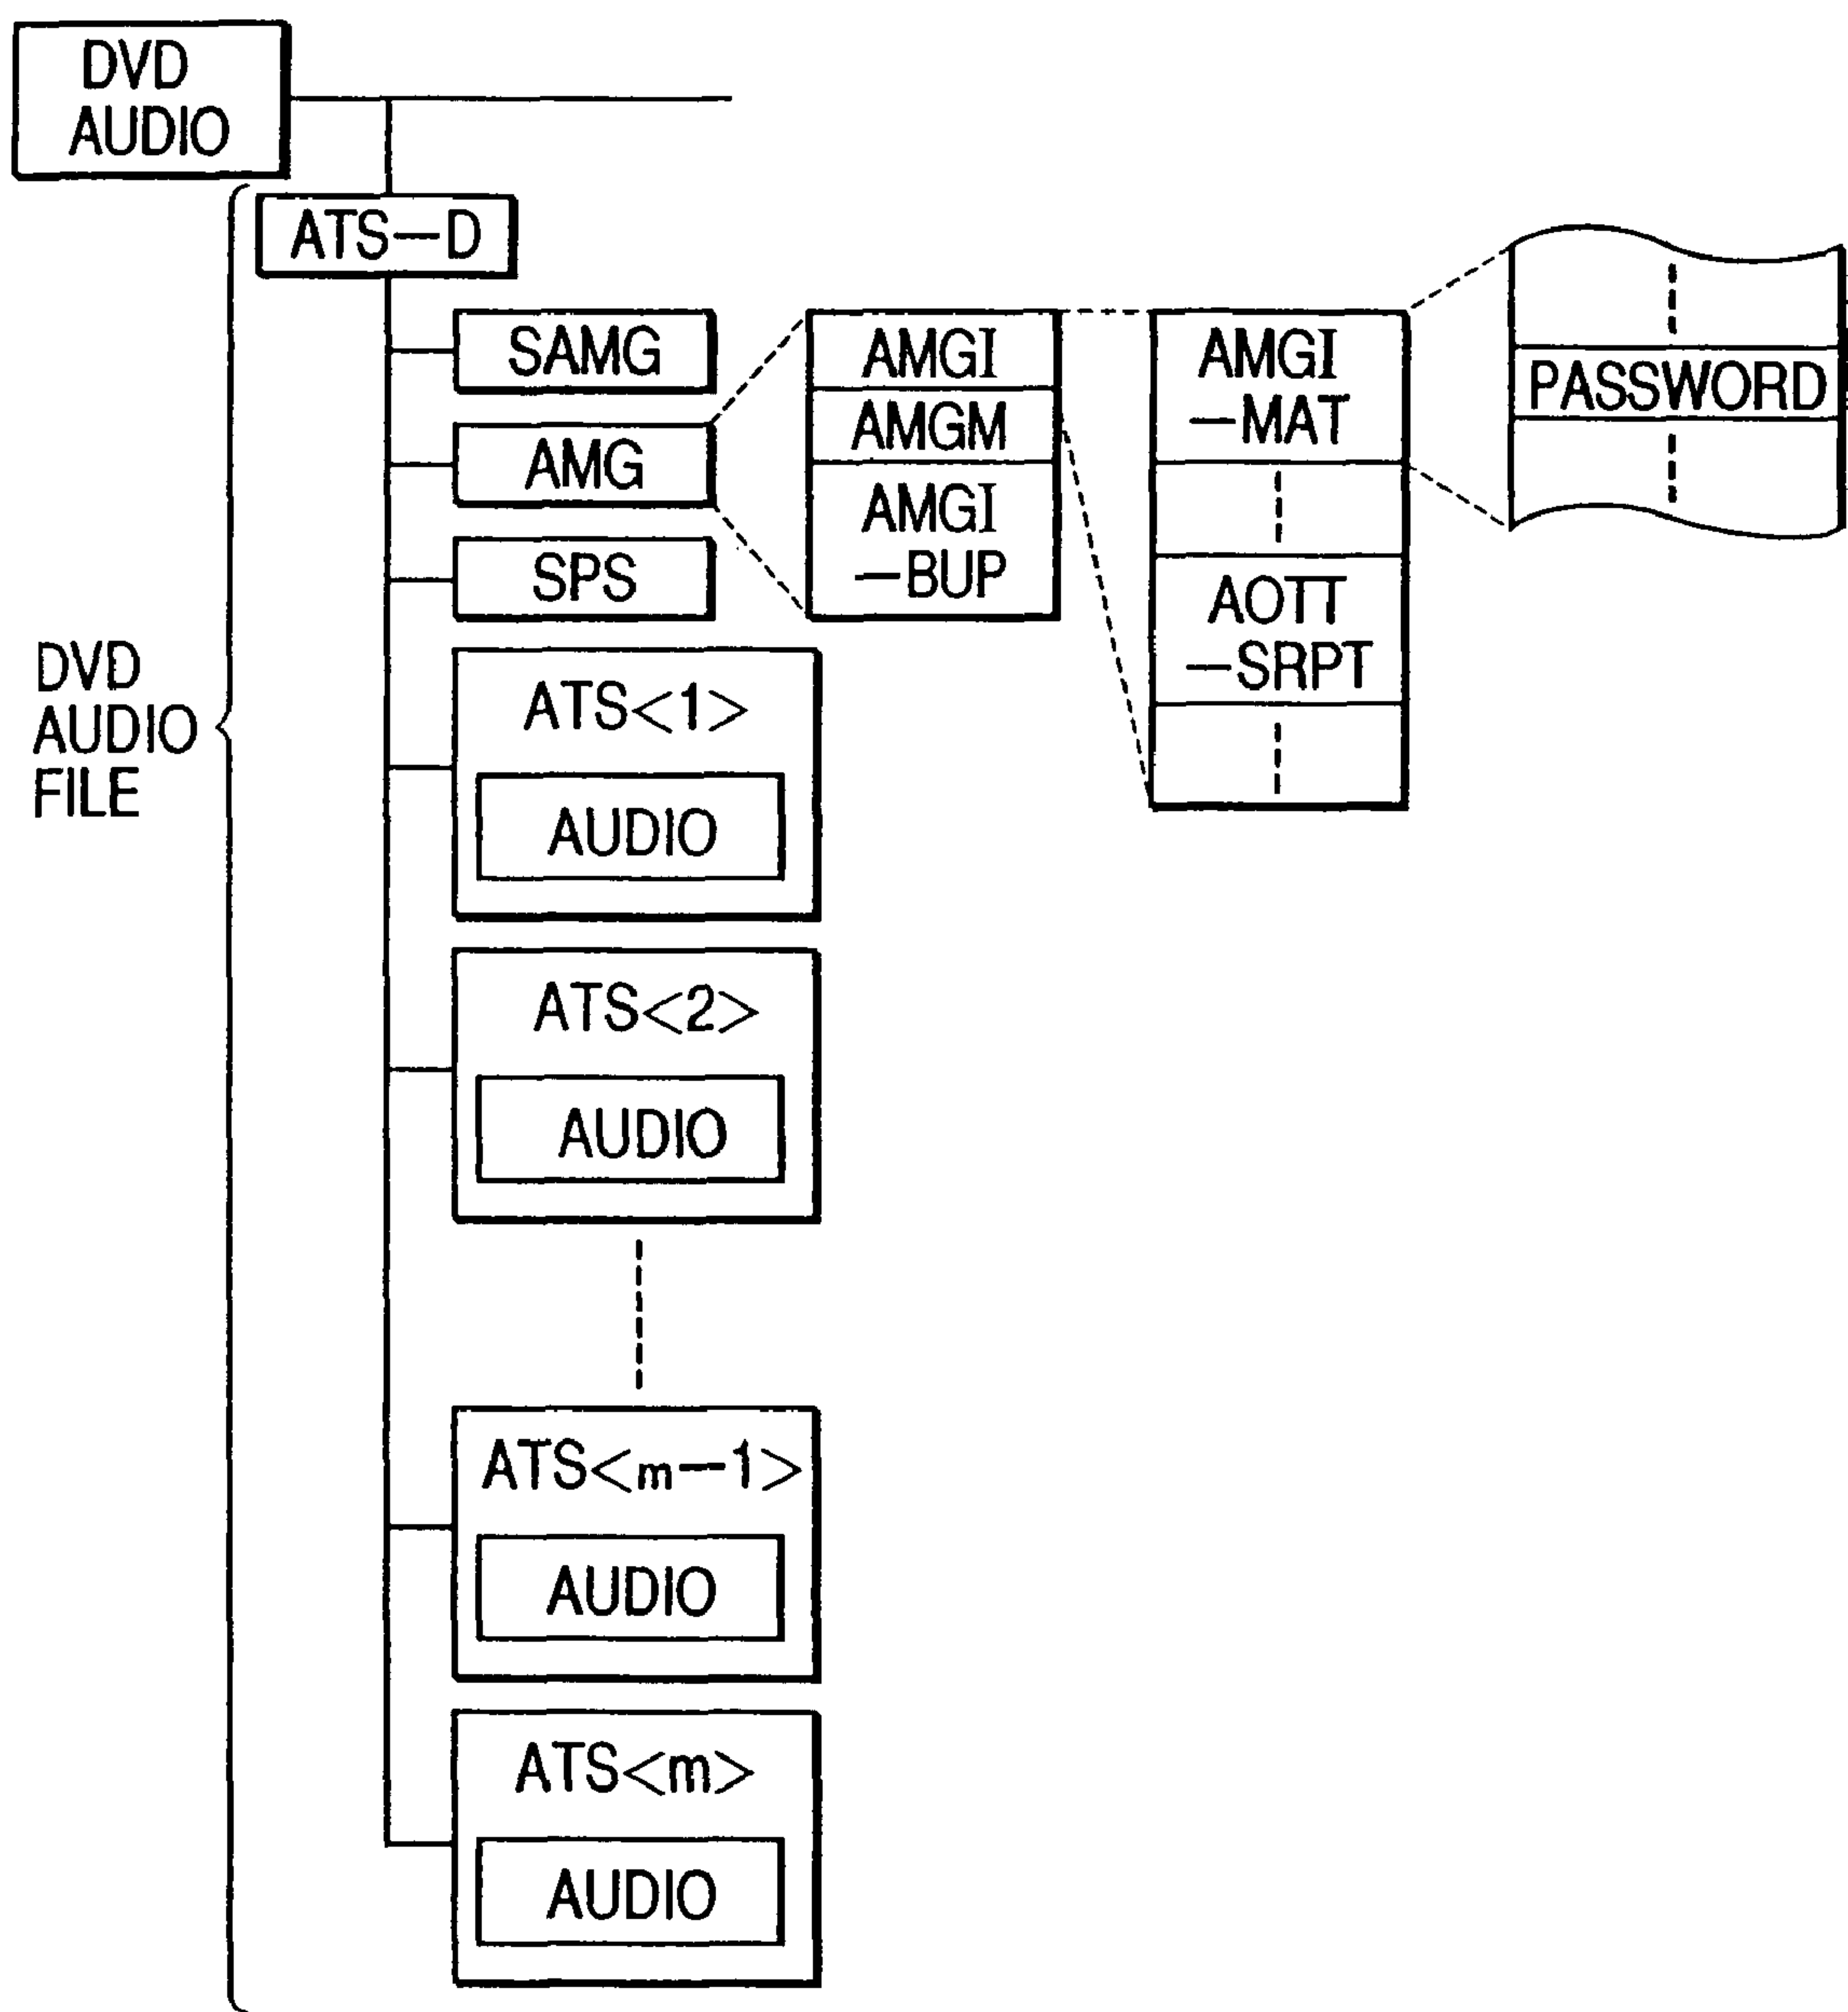 DVD
AUDIO
ATS—D
DVD
AUDIO
FILE
SAMG
AMG
SPS
AMGI
AMGM
AMGI
—BUP
AMGI
—MAT
AOTT
—SRPT
PASSWORD
ATS<1>
AUDIO
ATS<2>
AUDIO
ATS<m—1>
AUDIO
ATS<m>
AUDIO